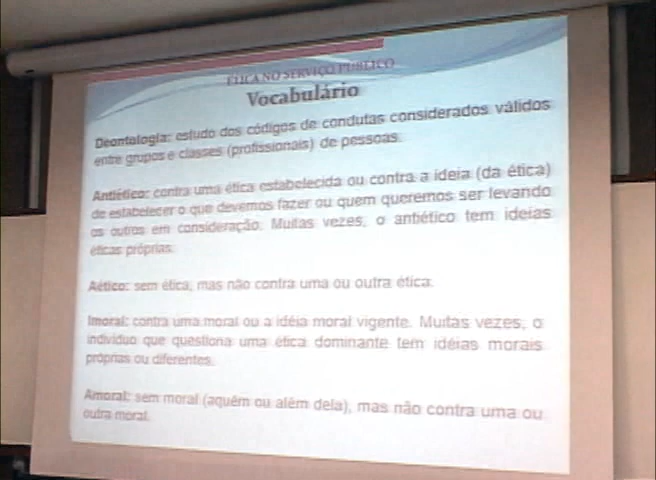 ÉTICA NO SERVIÇO PÚBLICO
Vocabulário
Deontologia: estudo dos códigos de condutas considerados válidos
entre grupos e classes (profissionais) de pessoas.
Antiético: contra uma ética estabelecida ou contra a ideia (da ética)
de estabelecer o que devemos fazer ou quem queremos ser levando
os outros em consideração. Muitas vezes, o antiético tem ideias
éticas próprias.
Aético: sem ética, mas não contra uma ou outra ética.
Imoral: contra uma moral ou a idéia moral vigente. Muitas vezes, o
indivíduo que questiona uma ética dominante tem idéias morais
próprias ou diferentes.
Amoral: sem moral (aquém ou além dela), mas não contra uma ou
outra moral.